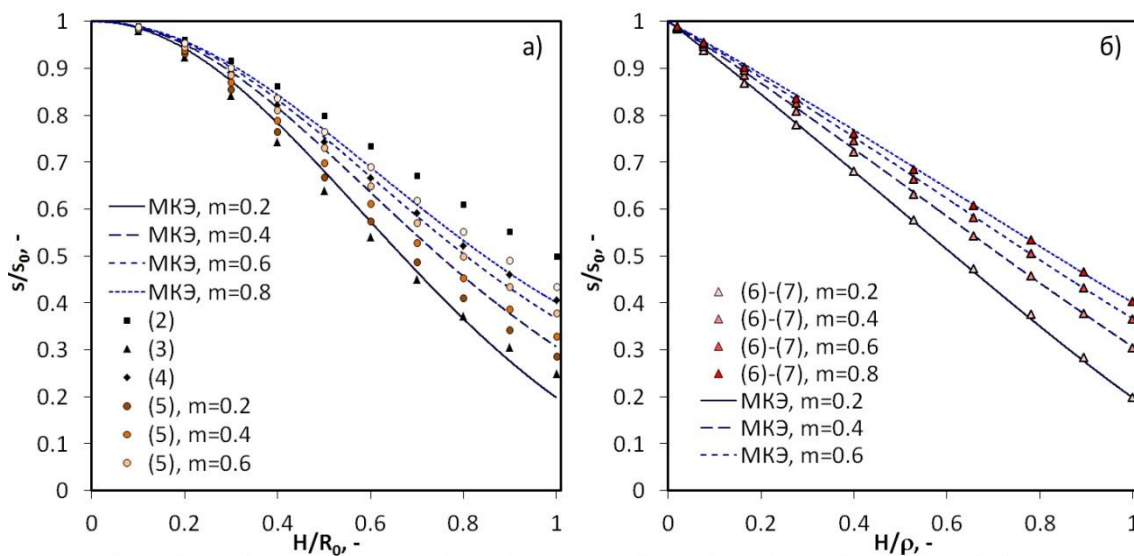 а)
1
0.9
0.8
0.7
0.6
0.5
0.4
0.3
0.2
0.1
0
s/s₀, -
МКЭ, m=0.2
МКЭ, m=0.4
МКЭ, m=0.6
МКЭ, m=0.8
(2)
(3)
(4)
(5), m=0.2
(5), m=0.4
(5), m=0.6
0 0.2 0.4 0.6 0.8 1
H/R₀, -
б)
1
0.9
0.8
0.7
0.6
0.5
0.4
0.3
0.2
0.1
0
s/s₀, -
(6)-(7), m=0.2
(6)-(7), m=0.4
(6)-(7), m=0.6
(6)-(7), m=0.8
МКЭ, m=0.2
МКЭ, m=0.4
МКЭ, m=0.6
0 0.2 0.4 0.6 0.8 1
H/ρ, -